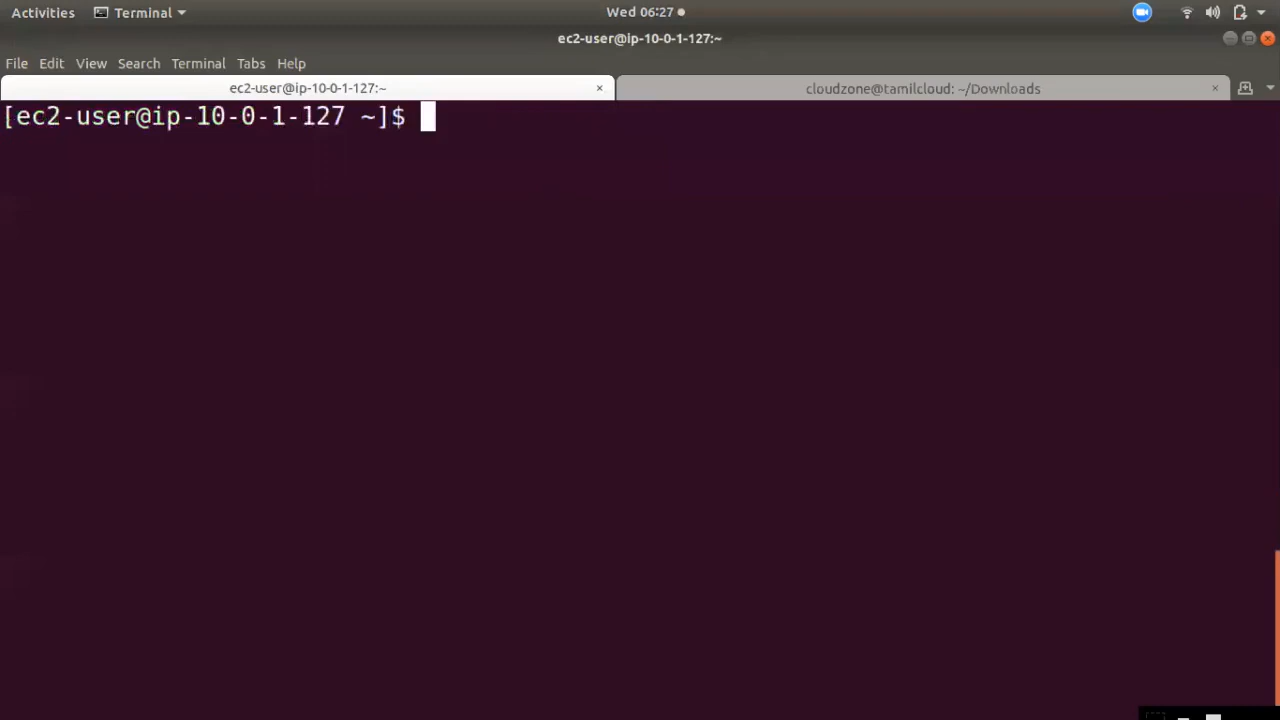 Activities Terminal Wed 06:27
ec2-user@ip-10-0-1-127:~
File Edit View Search Terminal Tabs Help
ec2-user@ip-10-0-1-127:~ × cloudzone@tamilcloud: ~/Downloads ×
[ec2-user@ip-10-0-1-127 ~]$